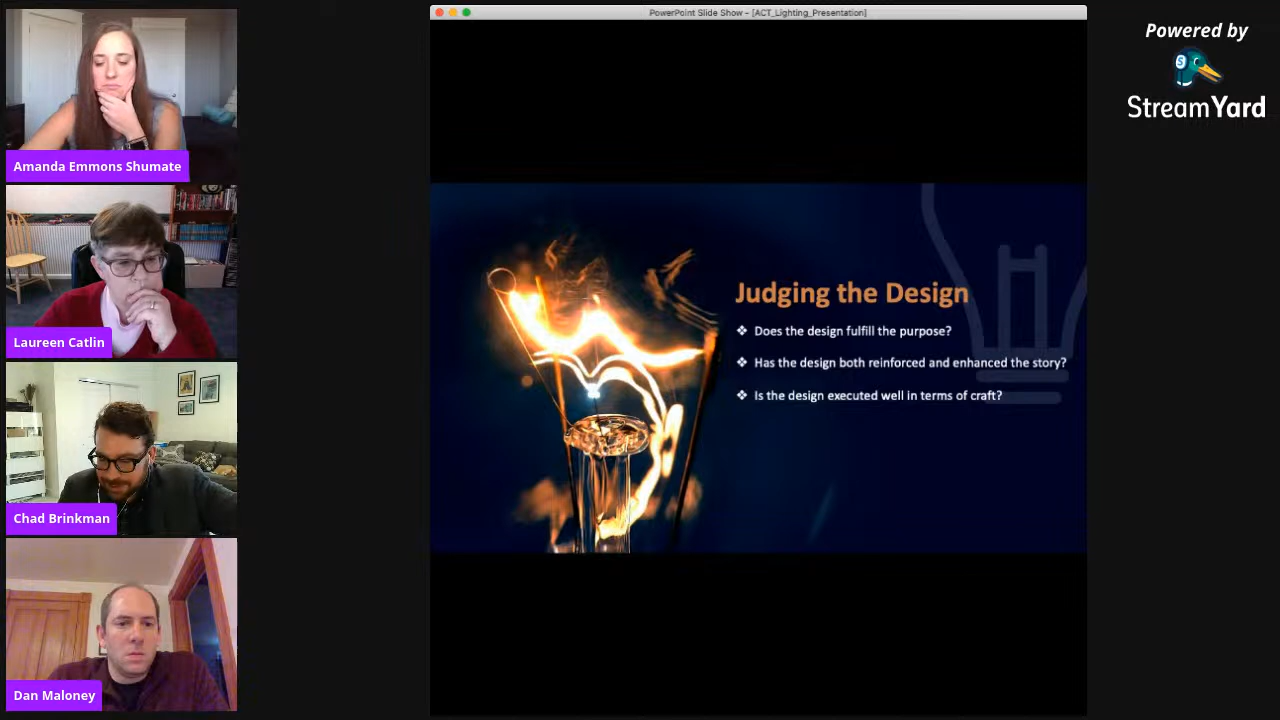 PowerPoint Slide Show - [ACT_Lighting_Presentation]
Powered by
StreamYard
Amanda Emmons Shumate
Laureen Catlin
Chad Brinkman
Dan Maloney
Judging the Design
❖ Does the design fulfill the purpose?
❖ Has the design both reinforced and enhanced the story?
❖ Is the design executed well in terms of craft?